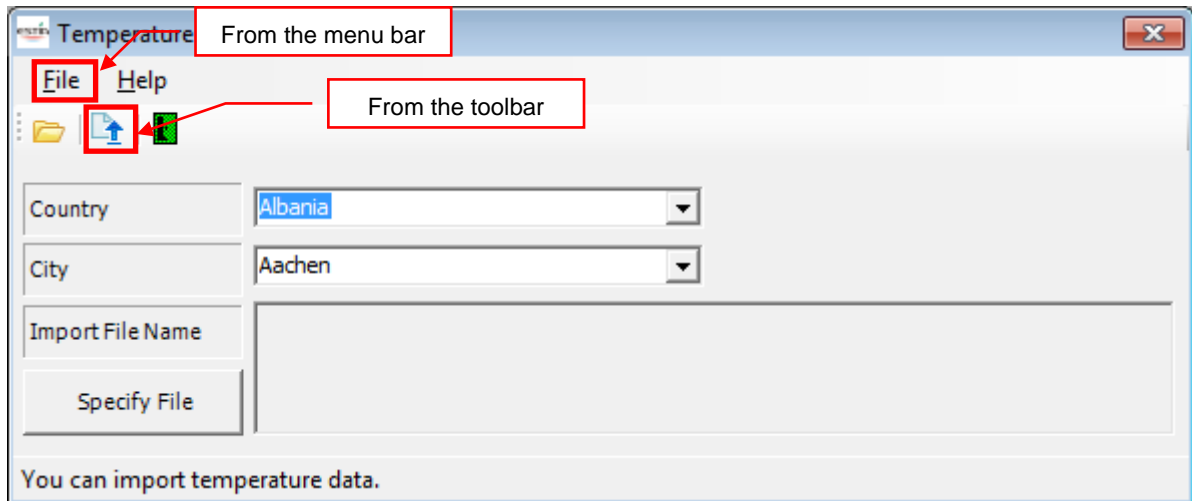 Temperature
From the menu bar
File Help
From the toolbar
Country
Albania
City
Aachen
Import File Name
Specify File
You can import temperature data.